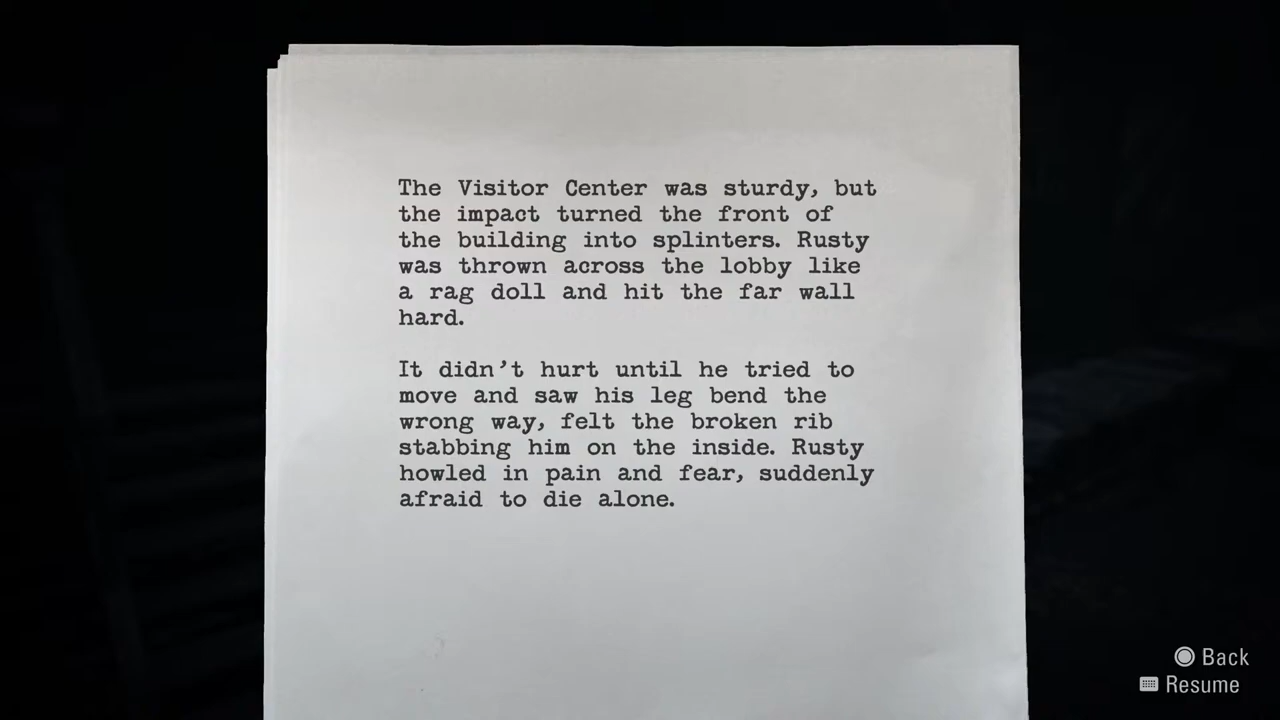 The Visitor Center was sturdy, but
the impact turned the front of
the building into splinters. Rusty
was thrown across the lobby like
a rag doll and hit the far wall
hard.
It didn't hurt until he tried to
move and saw his leg bend the
wrong way, felt the broken rib
stabbing him on the inside. Rusty
howled in pain and fear, suddenly
afraid to die alone.
Back
Resume